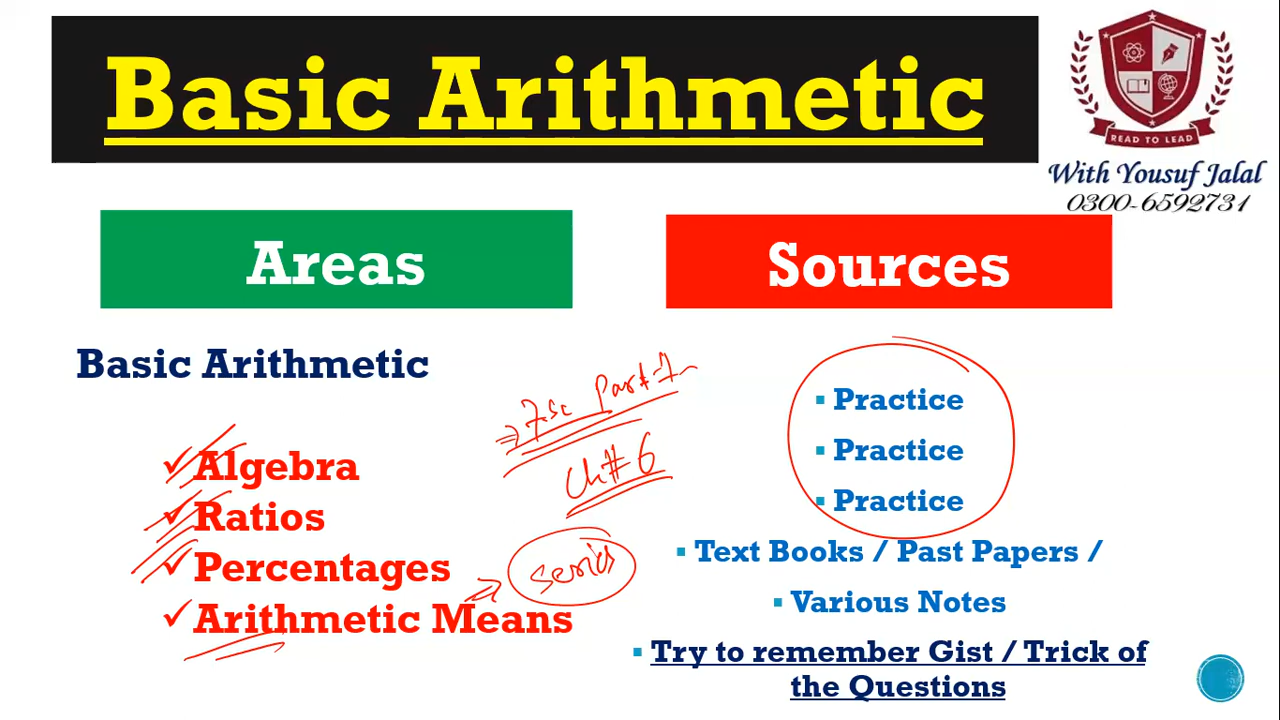 Basic Arithmetic
READ TO LEAD
With Yousuf Jalal
0300-6592731
Areas
Sources
Basic Arithmetic
Algebra
Ratios
Percentages
Arithmetic Means
⇒ F.Sc Part-I
Ch# 6
Series
▪ Practice
▪ Practice
▪ Practice
▪ Text Books / Past Papers /
▪ Various Notes
▪ Try to remember Gist / Trick of
the Questions